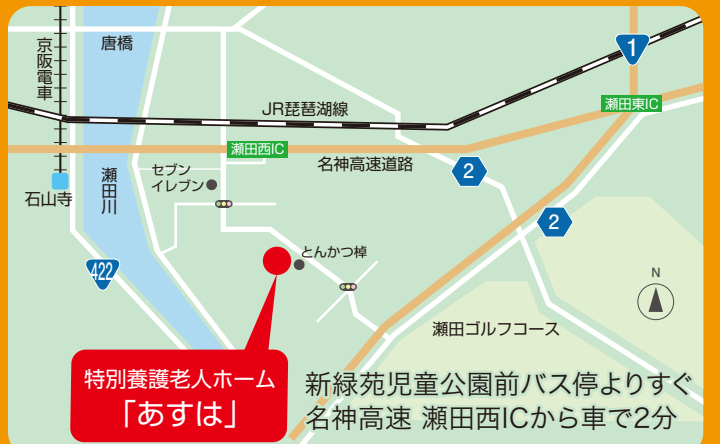 京阪電車
唐橋
1
JR琵琶湖線
瀬田東IC
瀬田西IC
名神高速道路
2
瀬田川
セブン
イレブン
石山寺
2
422
とんかつ棹
N
瀬田ゴルフコース
特別養護老人ホーム
「あすは」
新緑苑児童公園前バス停よりすぐ
名神高速 瀬田西ICから車で2分